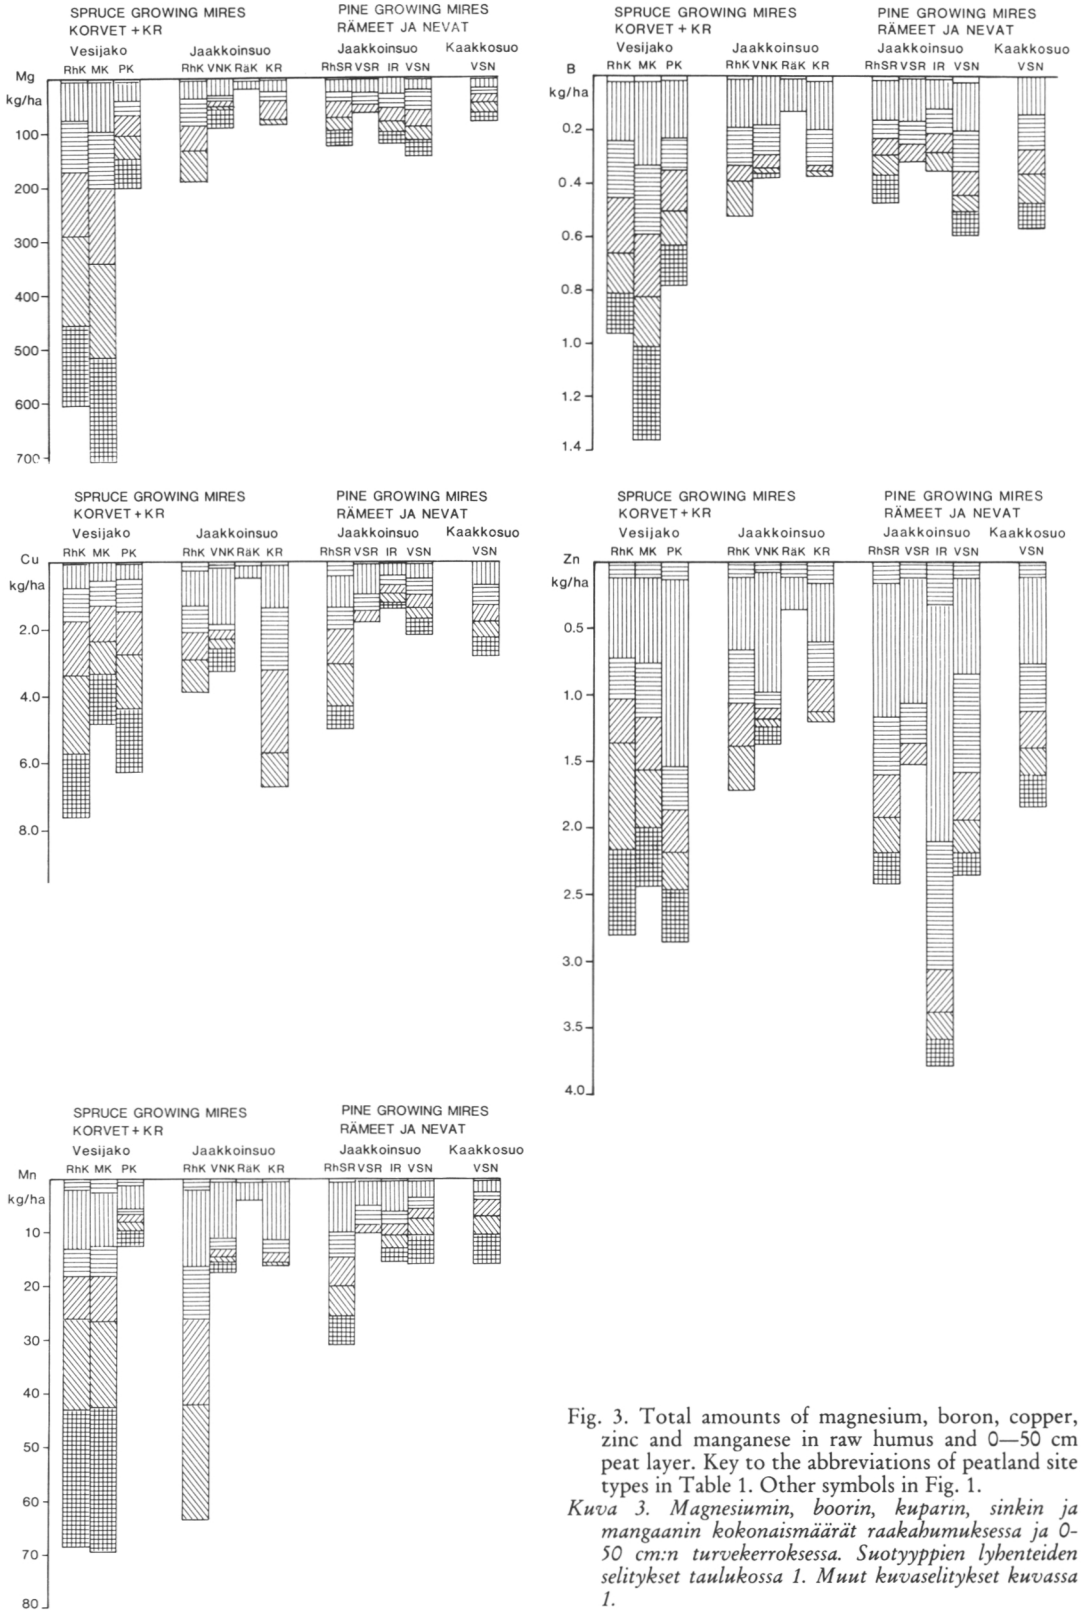 SPRUCE GROWING MIRES
KORVET + KR
PINE GROWING MIRES
RÄMEET JA NEVAT
Vesijako
Jaakkoinsuo
Jaakkoinsuo
Kaakkosuo
RhK MK PK
RhK VNK RäK KR
RhSR VSR IR VSN
VSN
Mg
kg/ha
100
200
300
400
500
600
700
SPRUCE GROWING MIRES
KORVET + KR
PINE GROWING MIRES
RÄMEET JA NEVAT
Vesijako
Jaakkoinsuo
Jaakkoinsuo
Kaakkosuo
RhK MK PK
RhK VNK RäK KR
RhSR VSR IR VSN
VSN
B
kg/ha
0.2
0.4
0.6
0.8
1.0
1.2
1.4
SPRUCE GROWING MIRES
KORVET + KR
PINE GROWING MIRES
RÄMEET JA NEVAT
Vesijako
Jaakkoinsuo
Jaakkoinsuo
Kaakkosuo
RhK MK PK
RhK VNK RäK KR
RhSR VSR IR VSN
VSN
Cu
kg/ha
2.0
4.0
6.0
8.0
SPRUCE GROWING MIRES
KORVET + KR
PINE GROWING MIRES
RÄMEET JA NEVAT
Vesijako
Jaakkoinsuo
Jaakkoinsuo
Kaakkosuo
RhK MK PK
RhK VNK RäK KR
RhSR VSR IR VSN
VSN
Zn
kg/ha
0.5
1.0
1.5
2.0
2.5
3.0
3.5
4.0
SPRUCE GROWING MIRES
KORVET + KR
PINE GROWING MIRES
RÄMEET JA NEVAT
Vesijako
Jaakkoinsuo
Jaakkoinsuo
Kaakkosuo
RhK MK PK
RhK VNK RäK KR
RhSR VSR IR VSN
VSN
Mn
kg/ha
10
20
30
40
50
60
70
80
Fig. 3. Total amounts of magnesium, boron, copper,
zinc and manganese in raw humus and 0—50 cm
peat layer. Key to the abbreviations of peatland site
types in Table 1. Other symbols in Fig. 1.
Kuva 3. Magnesiumin, boorin, kuparin, sinkin ja
mangaanin kokonaismäärät raakahumuksessa ja 0-
50 cm:n turvekerroksessa. Suotyyppien lyhenteiden
selitykset taulukossa 1. Muut kuvaselitykset kuvassa
1.